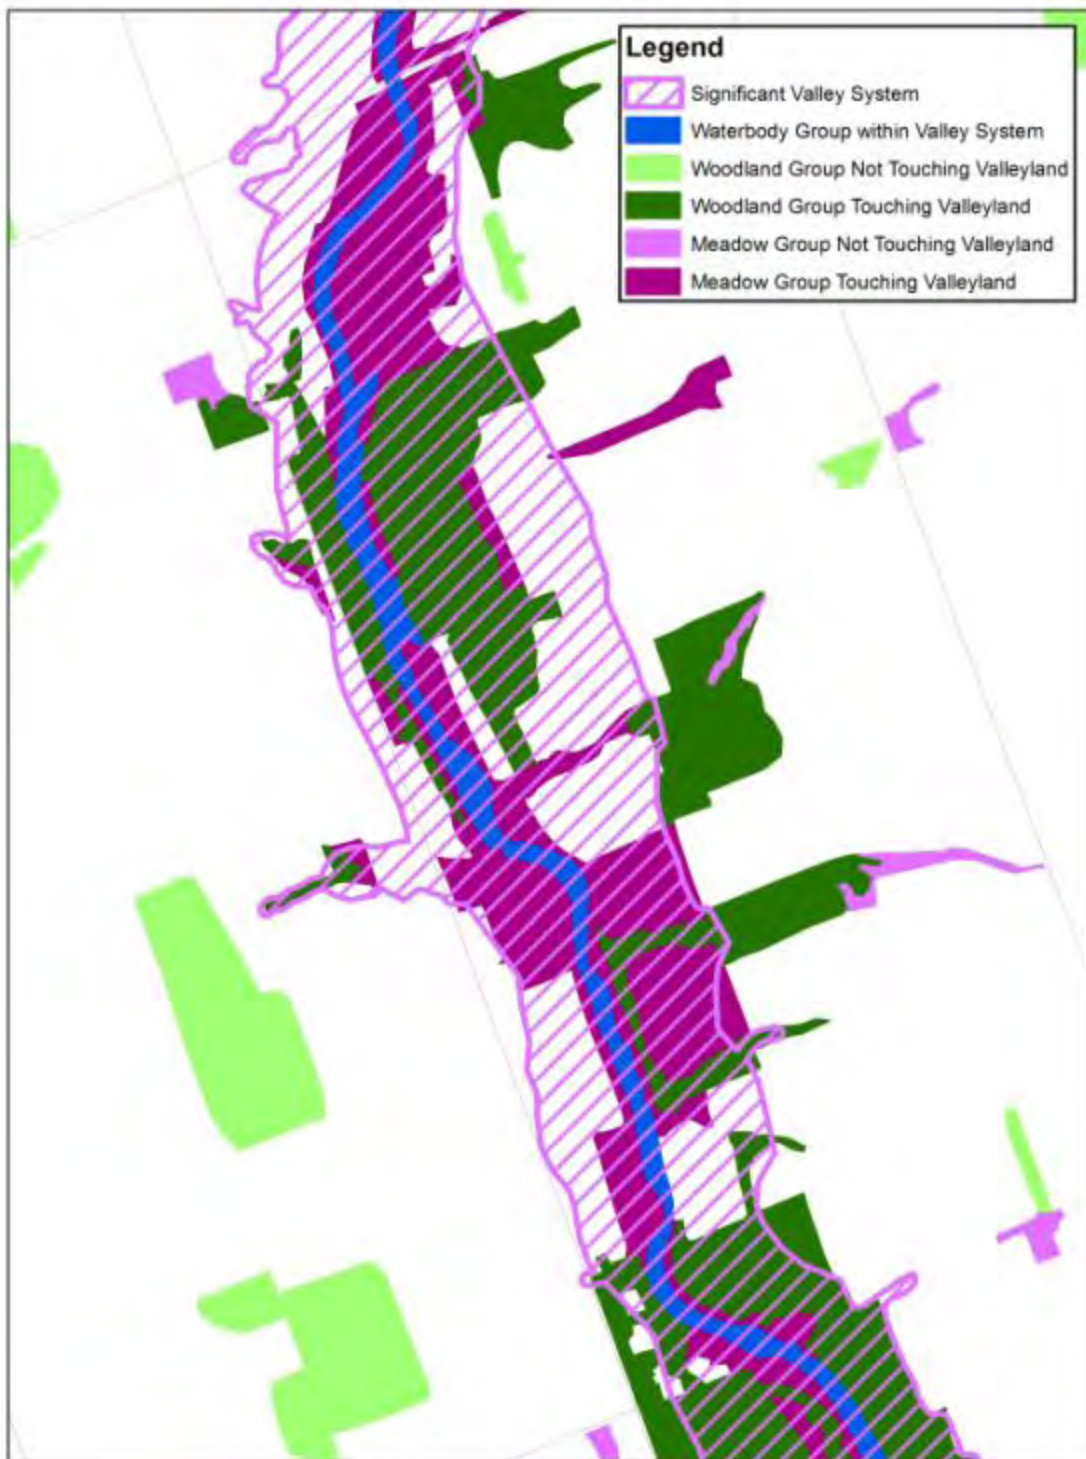 Legend
Significant Valley System
Waterbody Group within Valley System
Woodland Group Not Touching Valleyland
Woodland Group Touching Valleyland
Meadow Group Not Touching Valleyland
Meadow Group Touching Valleyland